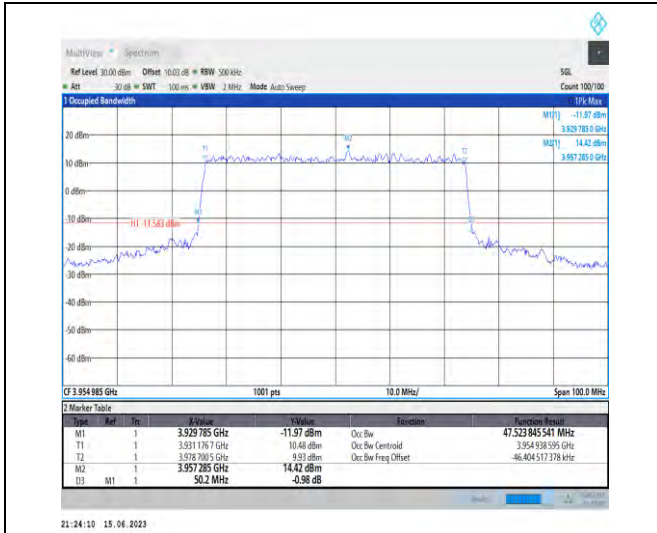 MultiView Spectrum
Ref Level 30.00 dBm Offset 10.03 dB RBW 500 kHz SGL
Att 30 dB SWT 100 ms VBW 2 MHz Mode Auto Sweep Count 100/100
1 Occupied Bandwidth 1Pk Max
M1[1] -11.97 dBm
3.929 785 0 GHz
M2[1] 14.42 dBm
3.957 285 0 GHz
20 dBm
M2
T1
T2
10 dBm
0 dBm
M1
-10 dBm
H1 -11.583 dBm
-20 dBm
-30 dBm
-40 dBm
-50 dBm
-60 dBm
CF 3.954 985 GHz 1001 pts 10.0 MHz/ Span 100.0 MHz
2 Marker Table
Type Ref Trc X-Value Y-Value Function Function Result
M1 1 3.929 785 GHz -11.97 dBm Occ Bw 47.523 845 541 MHz
T1 1 3.931 176 7 GHz 10.48 dBm Occ Bw Centroid 3.954 938 595 GHz
T2 1 3.978 700 5 GHz 9.93 dBm Occ Bw Freq Offset -46.404 517 378 kHz
M2 1 3.957 285 GHz 14.42 dBm
D3 M1 1 50.2 MHz -0.98 dB
21:24:10 15.06.2023